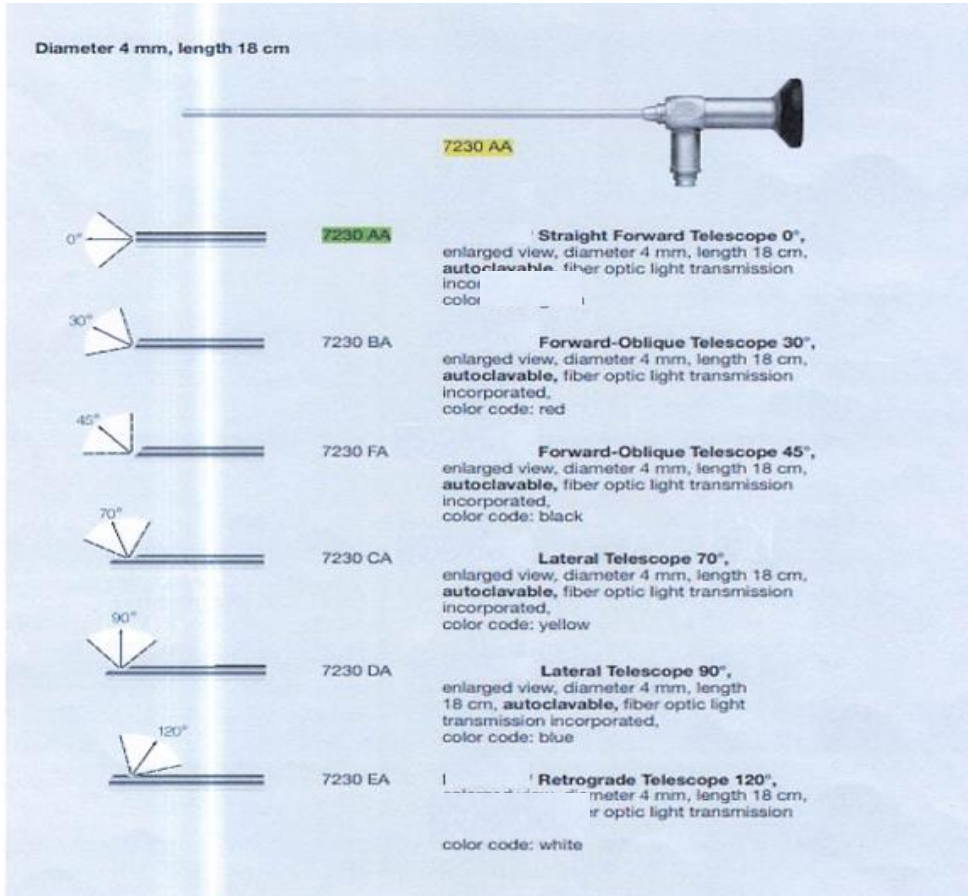 Diameter 4 mm, length 18 cm
7230 AA
0°
7230 AA
Straight Forward Telescope 0°,
enlarged view, diameter 4 mm, length 18 cm,
autoclavable, fiber optic light transmission
30°
7230 BA
Forward-Oblique Telescope 30°,
enlarged view, diameter 4 mm, length 18 cm,
autoclavable, fiber optic light transmission
incorporated,
color code: red
45°
7230 FA
Forward-Oblique Telescope 45°,
enlarged view, diameter 4 mm, length 18 cm,
autoclavable, fiber optic light transmission
incorporated,
color code: black
70°
7230 CA
Lateral Telescope 70°,
enlarged view, diameter 4 mm, length 18 cm,
autoclavable, fiber optic light transmission
incorporated,
color code: yellow
90°
7230 DA
Lateral Telescope 90°,
enlarged view, diameter 4 mm, length
18 cm, autoclavable, fiber optic light
transmission incorporated,
color code: blue
120°
7230 EA
Retrograde Telescope 120°,
length 18 cm,
optic light transmission
color code: white